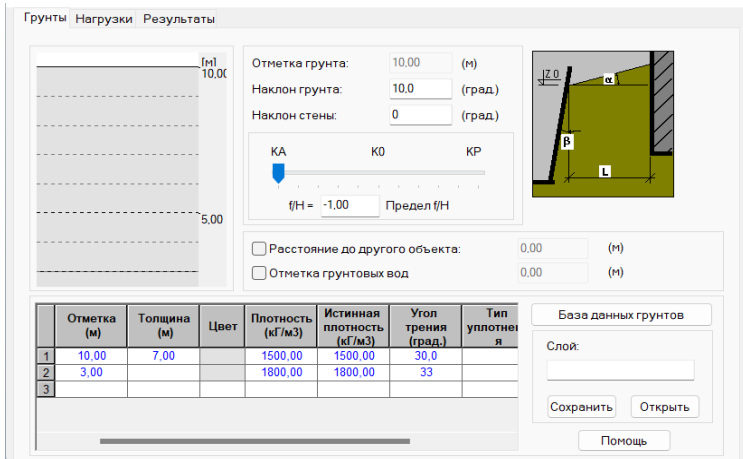 Грунты Нагрузки Результаты
[м]
10,00
5,00
Отметка грунта: 10,00 (м)
Наклон грунта: 10,0 (град.)
Наклон стены: 0 (град.)
KA K0 KP
f/H = -1,00 Предел f/H
Z 0
α
β
L
Расстояние до другого объекта: 0,00 (м)
Отметка грунтовых вод 0,00 (м)
Отметка (м) Толщина (м) Цвет Плотность (кГ/м3) Истинная плотность (кГ/м3) Угол трения (град.) Тип уплотнен я
1 10,00 7,00 1500,00 1500,00 30,0
2 3,00 1800,00 1800,00 33
3
База данных грунтов
Слой:
Сохранить Открыть
Помощь